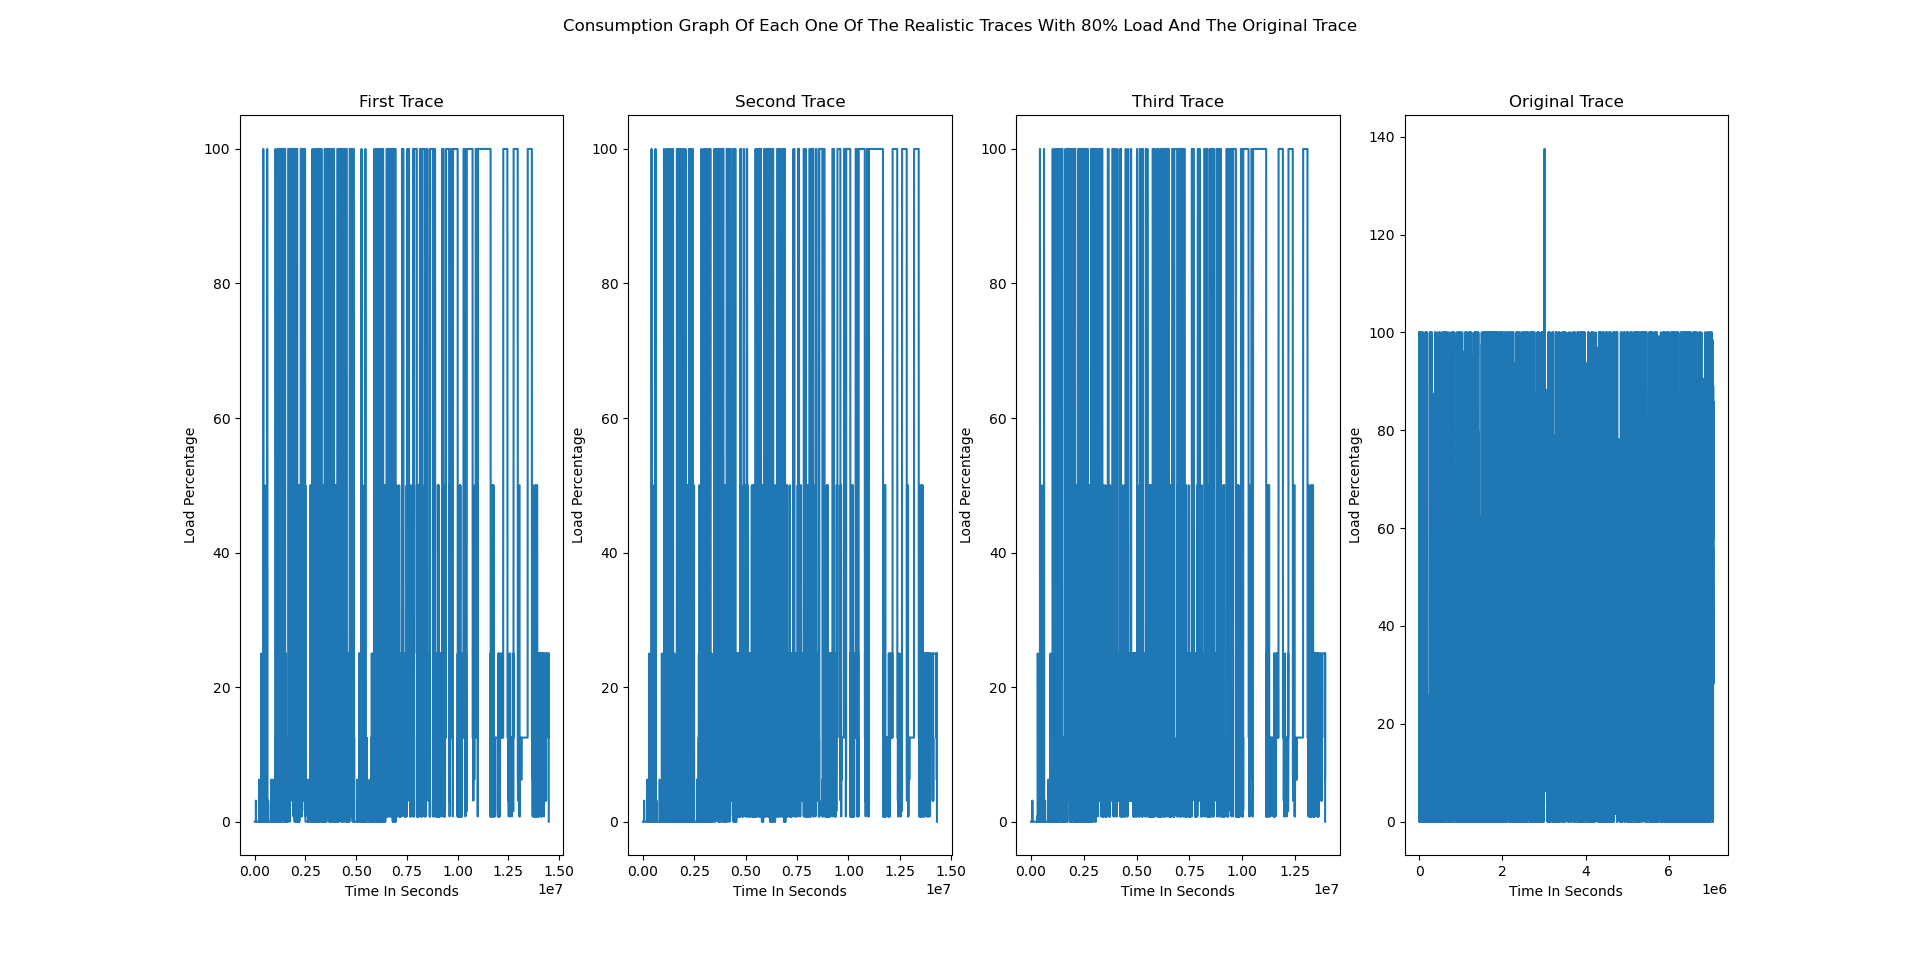 Consumption Graph Of Each One Of The Realistic Traces With 80% Load And The Original Trace
First Trace
100
80
60
40
20
0
Load Percentage
0.00 0.25 0.50 0.75 1.00 1.25 1.50
Time In Seconds
1e7
Second Trace
100
80
60
40
20
0
Load Percentage
0.00 0.25 0.50 0.75 1.00 1.25 1.50
Time In Seconds
1e7
Third Trace
100
80
60
40
20
0
Load Percentage
0.00 0.25 0.50 0.75 1.00 1.25
Time In Seconds
1e7
Original Trace
140
120
100
80
60
40
20
0
Load Percentage
0 2 4 6
Time In Seconds
1e6